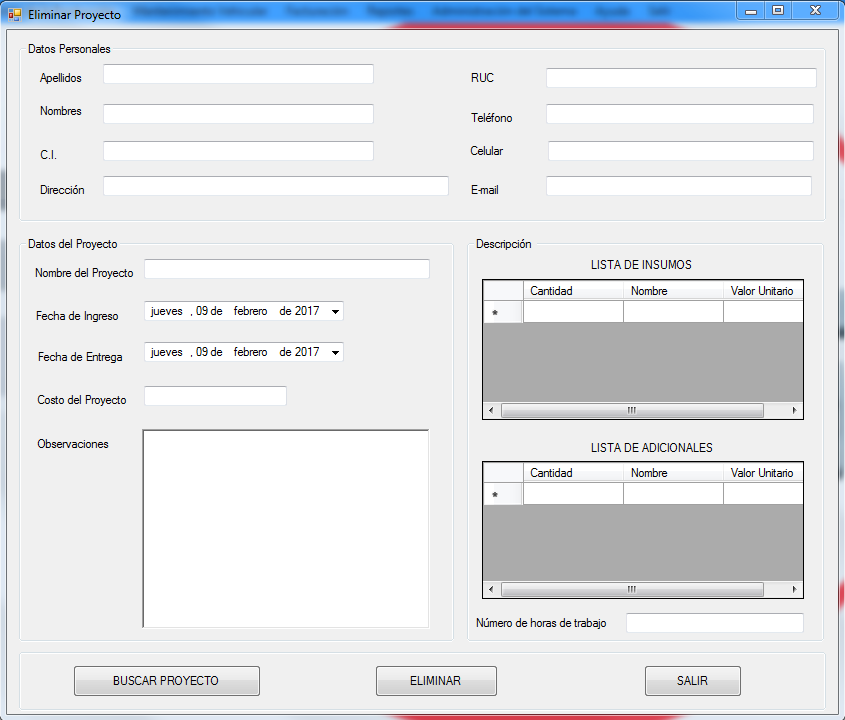 Eliminar Proyecto
Datos Personales
Apellidos
RUC
Nombres
Teléfono
C.I.
Celular
Dirección
E-mail
Datos del Proyecto
Nombre del Proyecto
Fecha de Ingreso jueves , 09 de febrero de 2017
Fecha de Entrega jueves , 09 de febrero de 2017
Costo del Proyecto
Observaciones
Descripción
LISTA DE INSUMOS
Cantidad Nombre Valor Unitario
*
LISTA DE ADICIONALES
Cantidad Nombre Valor Unitario
*
Número de horas de trabajo
BUSCAR PROYECTO ELIMINAR SALIR